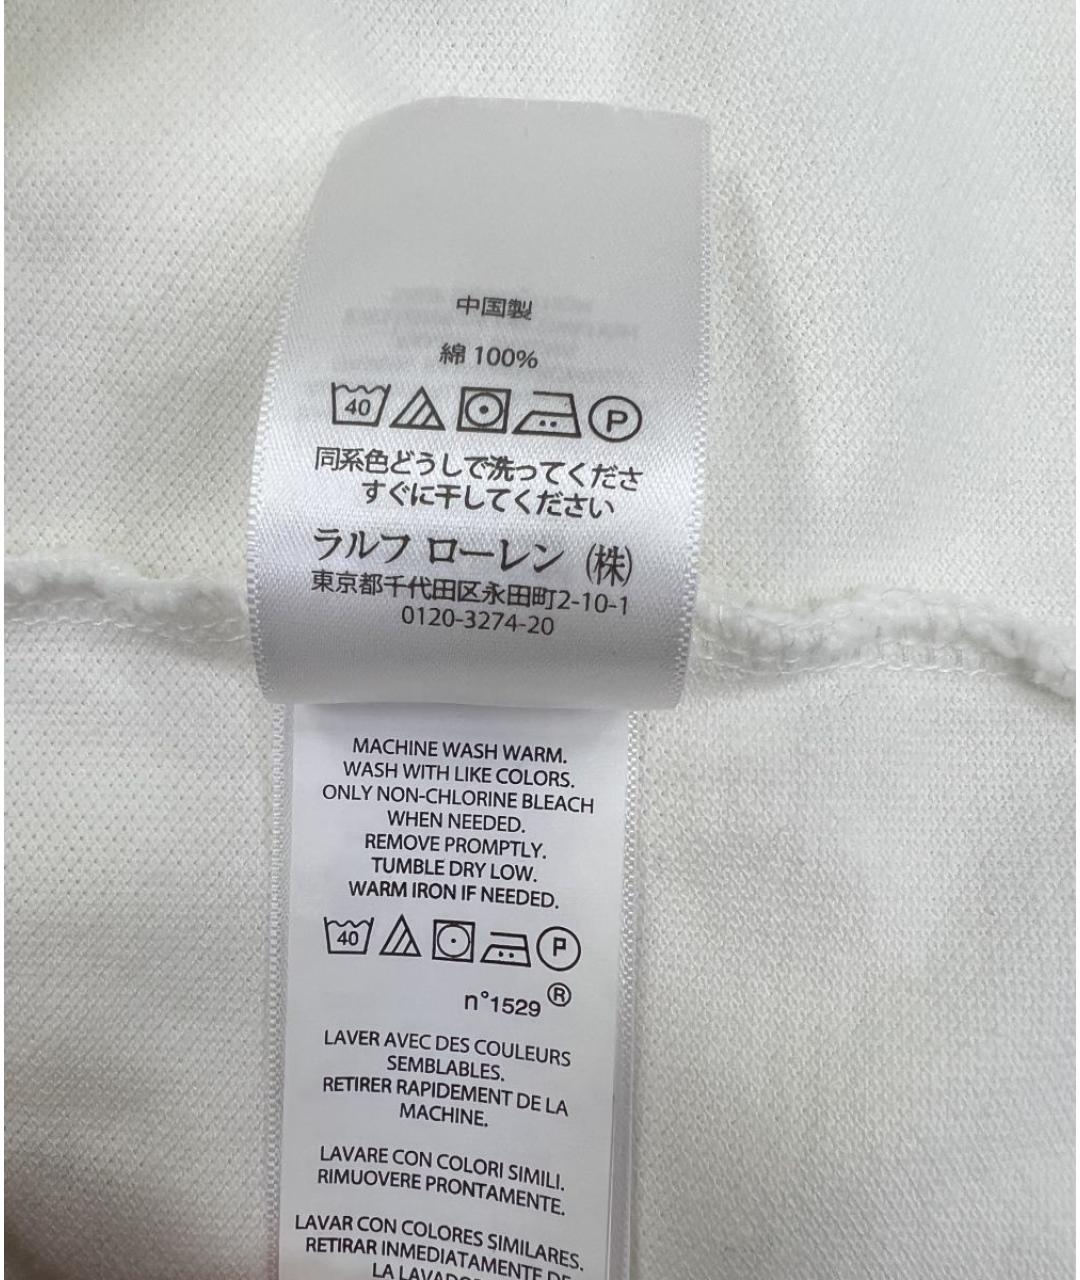 中国製
綿 100%
40 P
同系色どうしで洗ってくださ
すぐに干してください
ラルフ ローレン (株)
東京都千代田区永田町2-10-1
0120-3274-20
MACHINE WASH WARM.
WASH WITH LIKE COLORS.
ONLY NON-CHLORINE BLEACH
WHEN NEEDED.
REMOVE PROMPTLY.
TUMBLE DRY LOW.
WARM IRON IF NEEDED.
40 P
n°1529 ®
LAVER AVEC DES COULEURS
SEMBLABLES.
RETIRER RAPIDEMENT DE LA
MACHINE.
LAVARE CON COLORI SIMILI.
RIMUOVERE PRONTAMENTE.
LAVAR CON COLORES SIMILARES.
RETIRAR INMEDIATAMENTE DE
LA